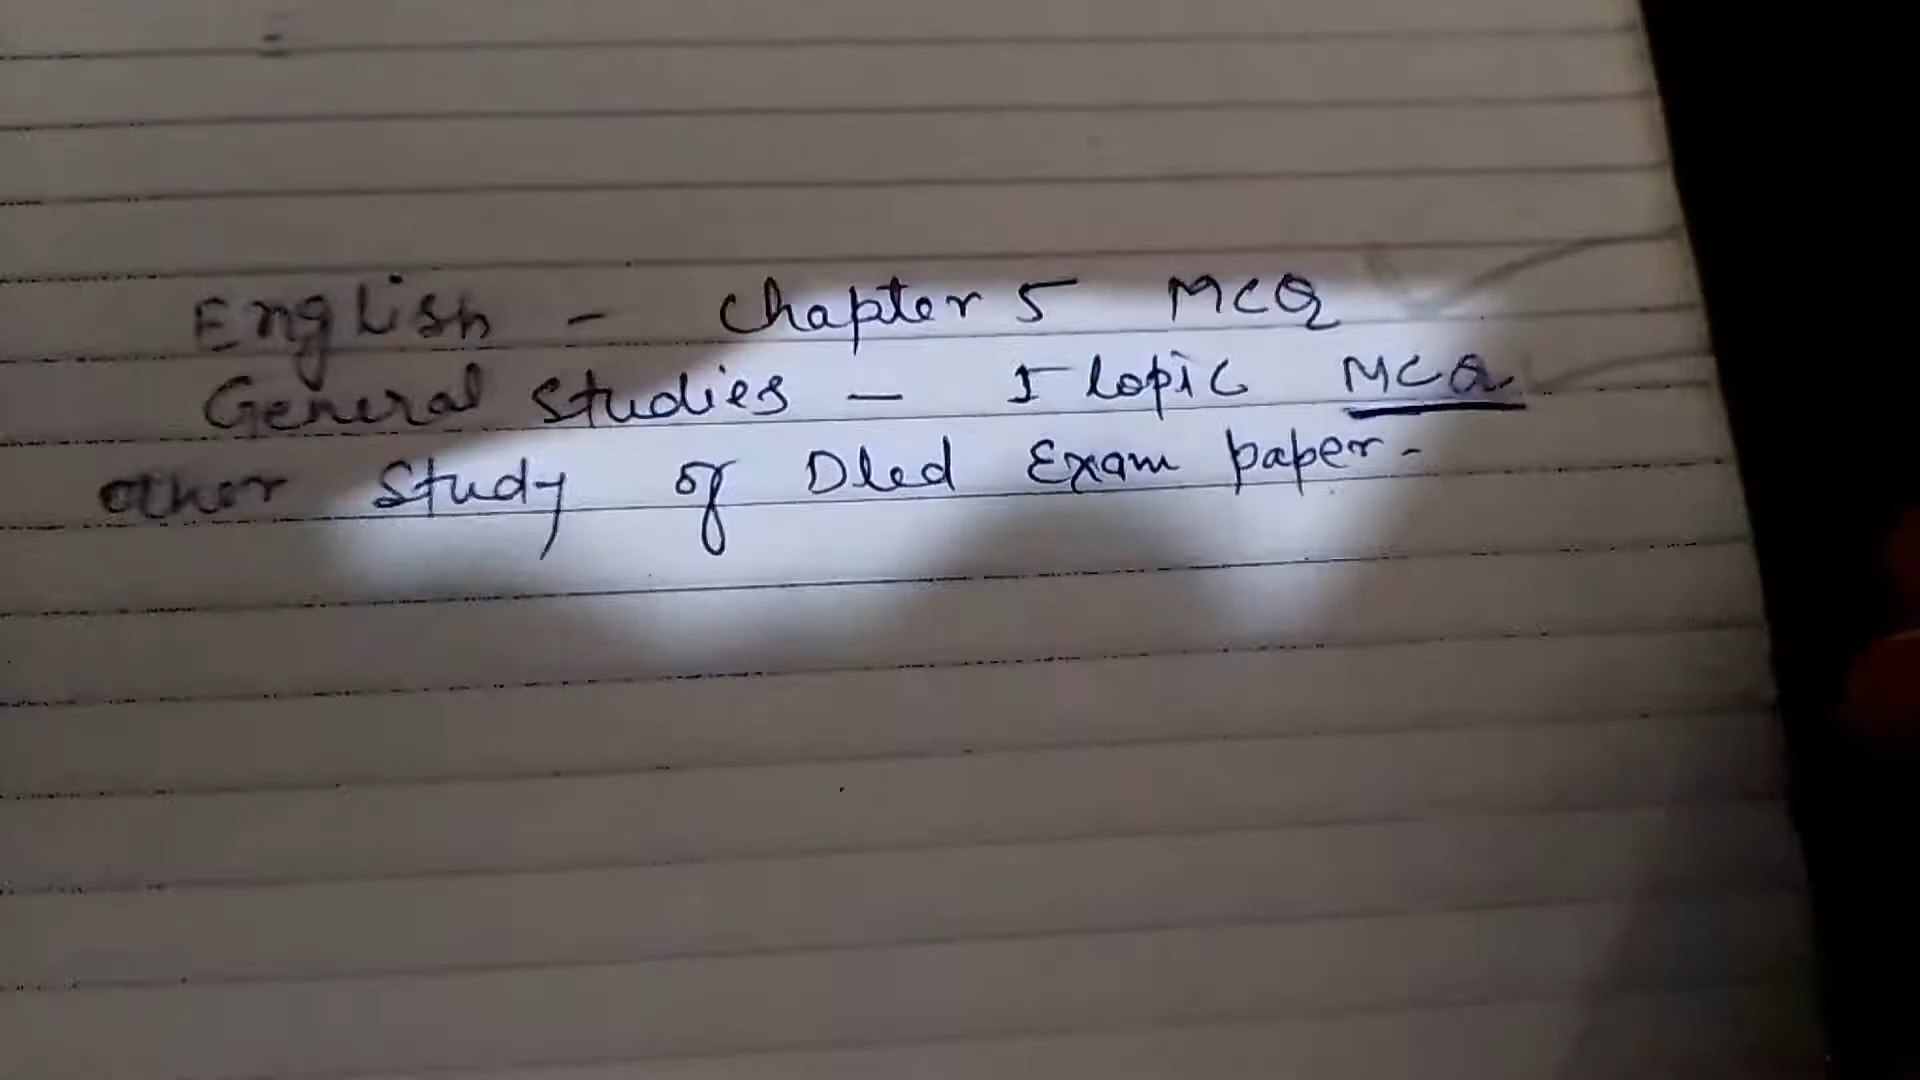 English - Chapter 5 MCQ
General Studies - 5 topic MCQ
other Study of Dled Exam paper.